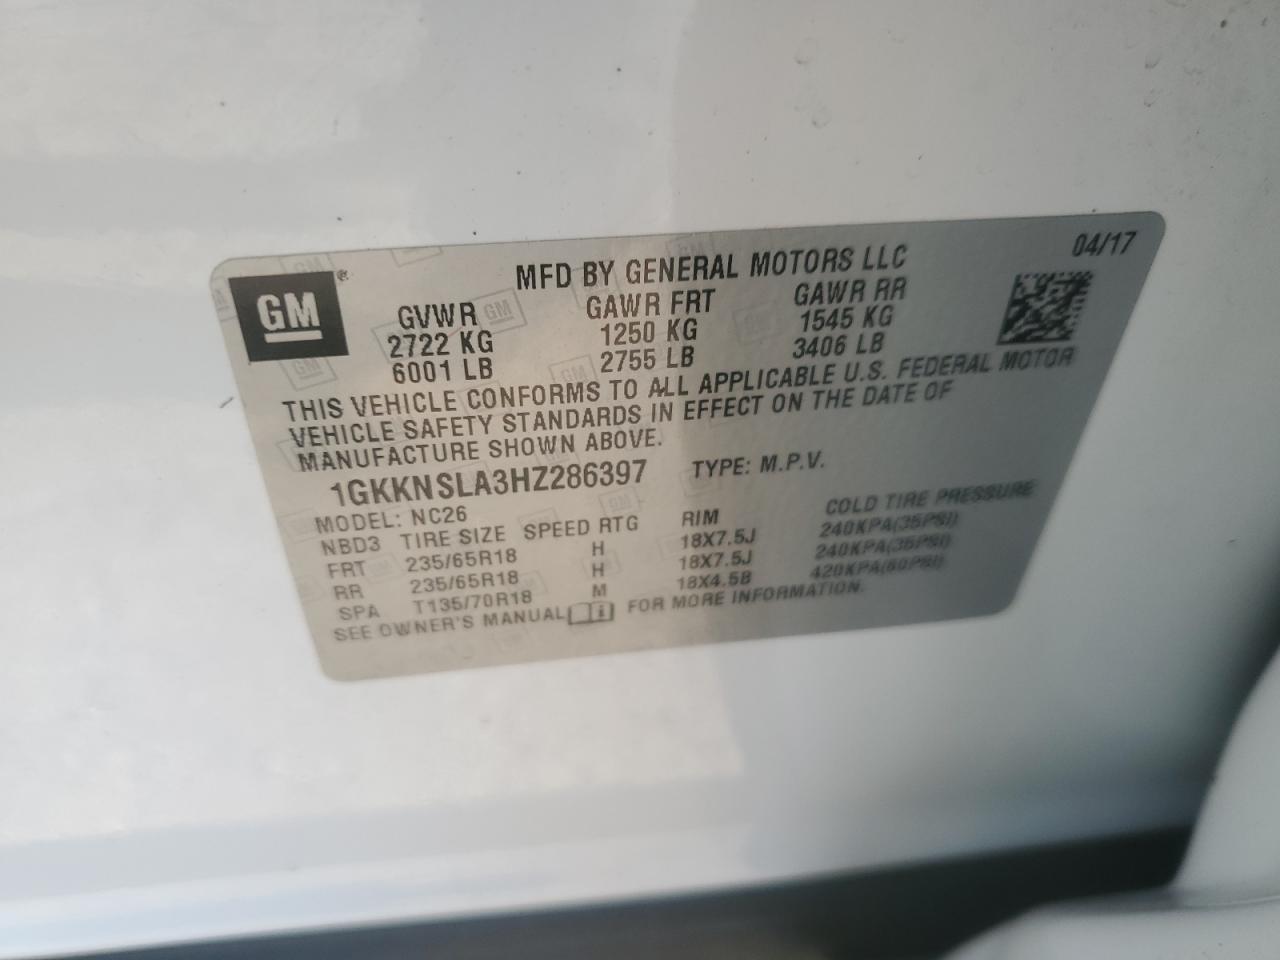 04/17
MFD BY GENERAL MOTORS LLC
GM ®
GVWR GAWR FRT GAWR RR
2722 KG 1250 KG 1545 KG
6001 LB 2755 LB 3406 LB
THIS VEHICLE CONFORMS TO ALL APPLICABLE U.S. FEDERAL MOTOR
VEHICLE SAFETY STANDARDS IN EFFECT ON THE DATE OF
MANUFACTURE SHOWN ABOVE.
1GKKNSLA3HZ286397 TYPE: M.P.V.
MODEL: NC26
NBD3 TIRE SIZE SPEED RTG RIM COLD TIRE PRESSURE
FRT 235/65R18 H 18X7.5J 240KPA(35PSI)
RR 235/65R18 H 18X7.5J 240KPA(35PSI)
SPA T135/70R18 M 18X4.5B 420KPA(60PSI)
SEE OWNER'S MANUAL FOR MORE INFORMATION.